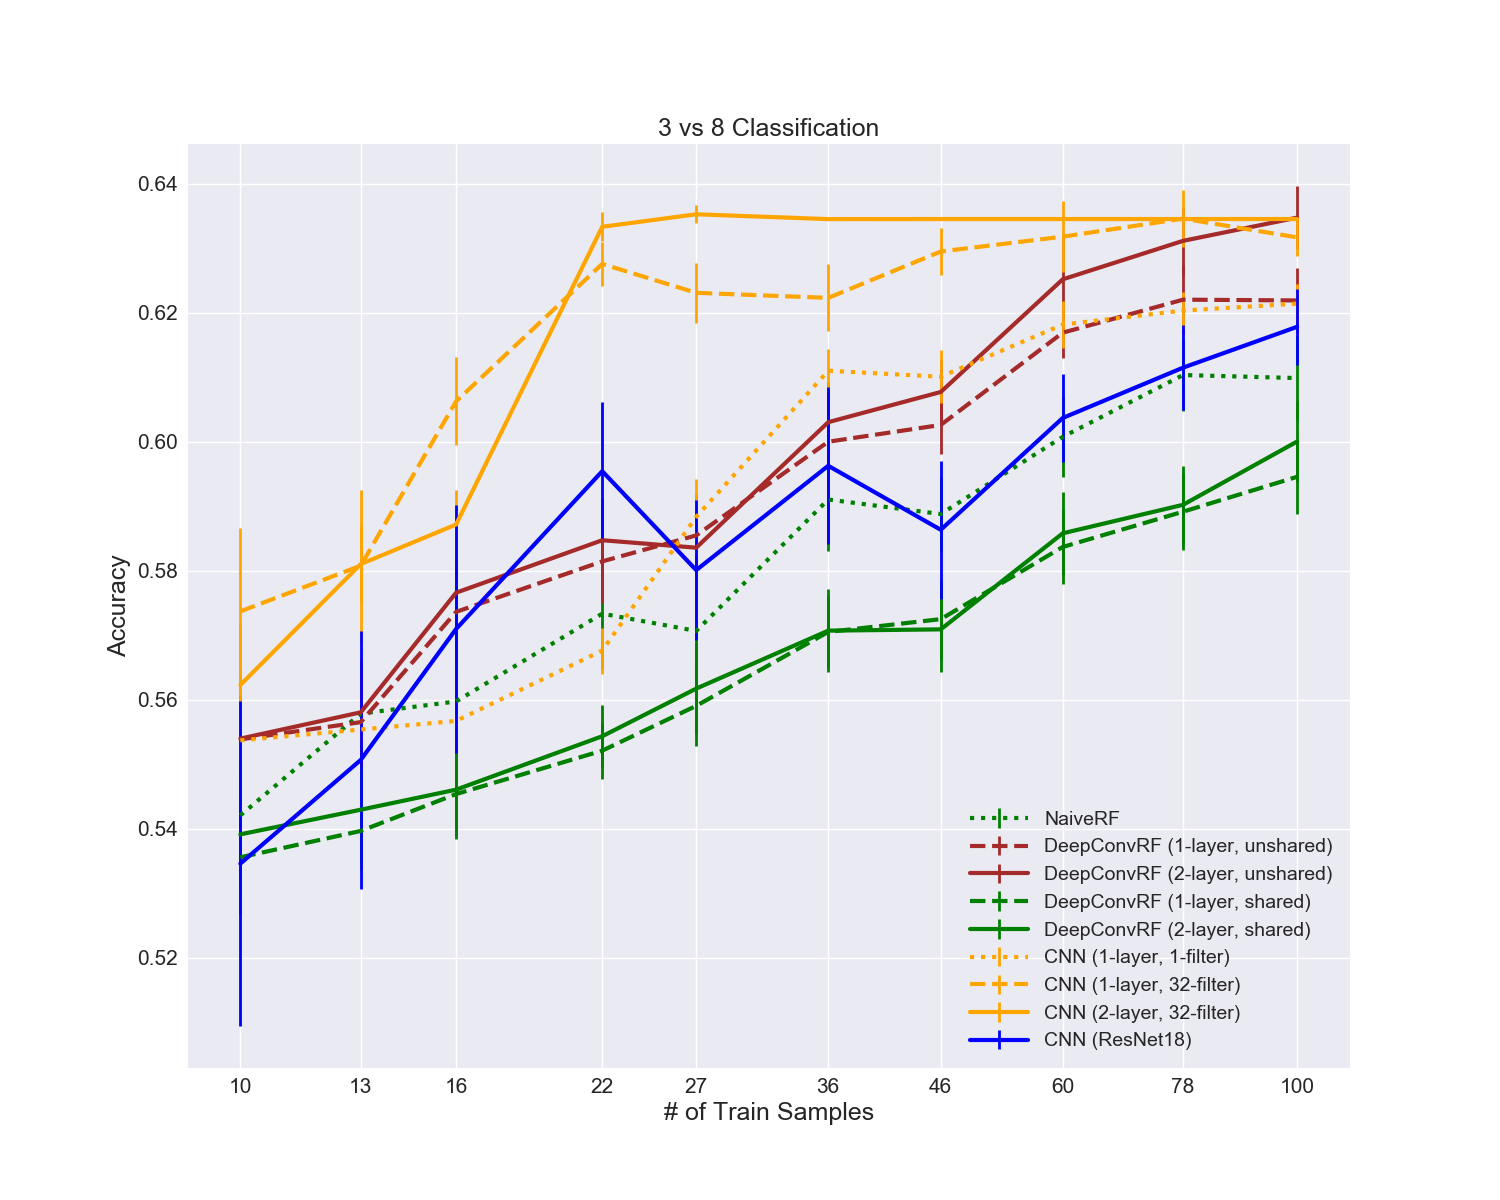 3 vs 8 Classification
0.64
0.62
0.60
0.58
0.56
0.54
0.52
Accuracy
NaiveRF
DeepConvRF (1-layer, unshared)
DeepConvRF (2-layer, unshared)
DeepConvRF (1-layer, shared)
DeepConvRF (2-layer, shared)
CNN (1-layer, 1-filter)
CNN (1-layer, 32-filter)
CNN (2-layer, 32-filter)
CNN (ResNet18)
10 13 16 22 27 36 46 60 78 100
# of Train Samples